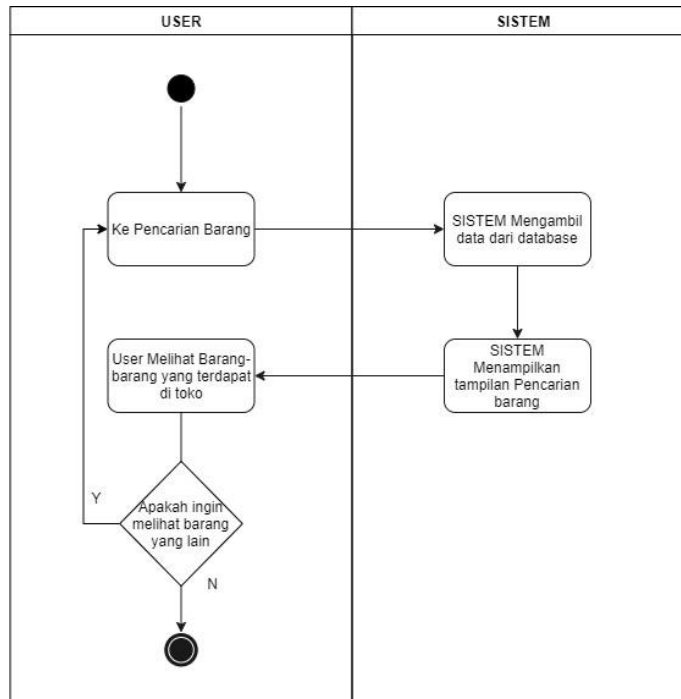 USER
SISTEM
Ke Pencarian Barang
SISTEM Mengambil
data dari database
User Melihat Barang-
barang yang terdapat
di toko
SISTEM
Menampilkan
tampilan Pencarian
barang
Y
Apakah ingin
melihat barang
yang lain
N